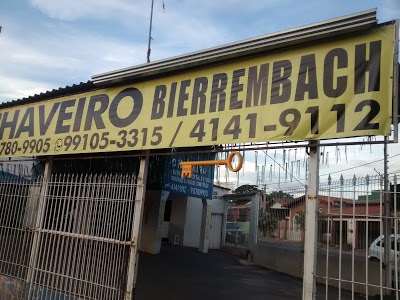 HAVEIRO BIERREMBACH
780-9905 99105-3315 / 4141-9112